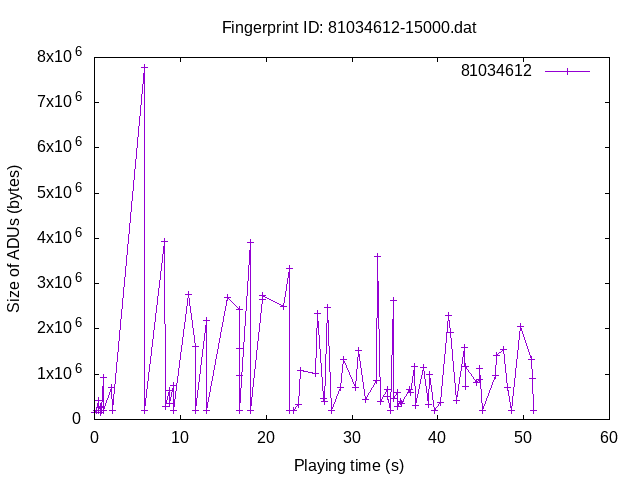 Fingerprint ID: 81034612-15000.dat
81034612
8x10^6
7x10^6
6x10^6
5x10^6
4x10^6
3x10^6
2x10^6
1x10^6
0
Size of ADUs (bytes)
0 10 20 30 40 50 60
Playing time (s)